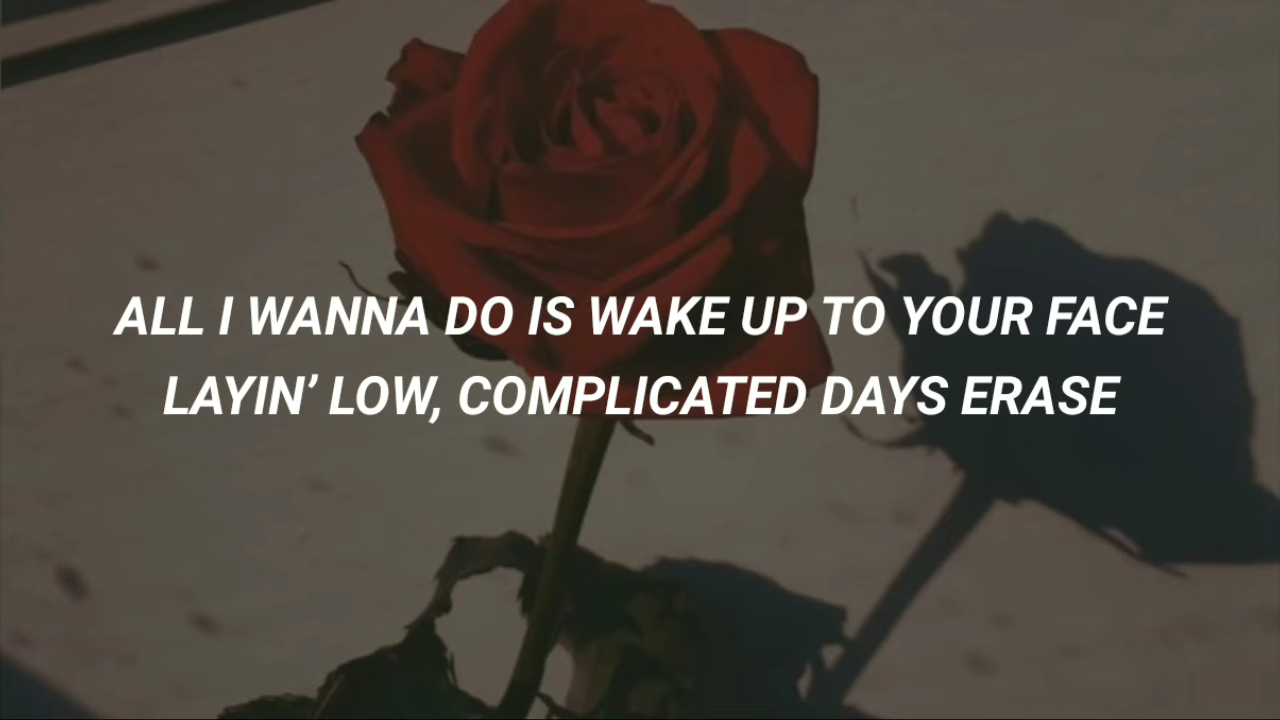 ALL I WANNA DO IS WAKE UP TO YOUR FACE
LAYIN’ LOW, COMPLICATED DAYS ERASE